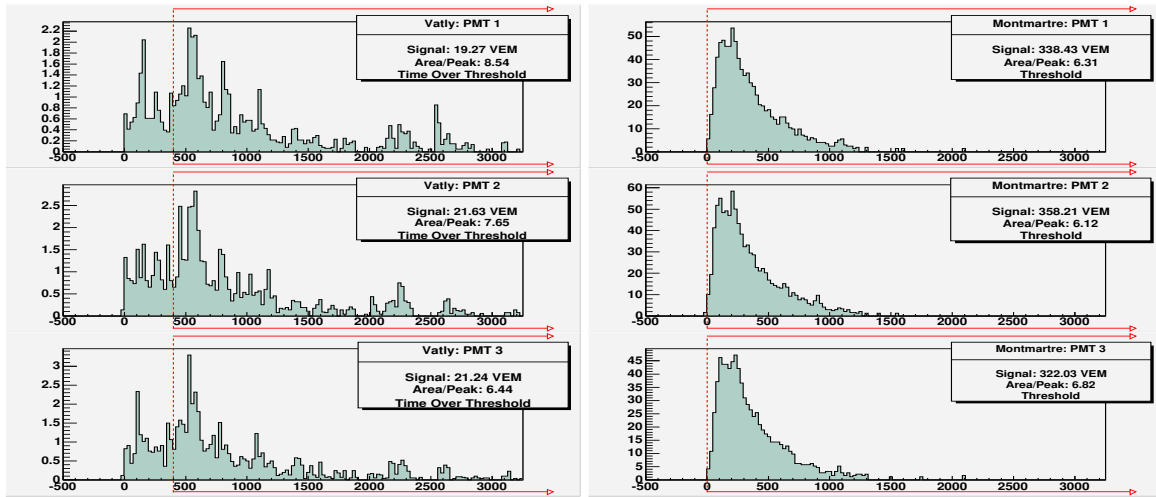 Vatly: PMT 1
Signal: 19.27 VEM
Area/Peak: 8.54
Time Over Threshold
2.2
2
1.8
1.6
1.4
1.2
1
0.8
0.6
0.4
0.2
0
-500 0 500 1000 1500 2000 2500 3000
Montmartre: PMT 1
Signal: 338.43 VEM
Area/Peak: 6.31
Threshold
50
40
30
20
10
0
-500 0 500 1000 1500 2000 2500 3000
Vatly: PMT 2
Signal: 21.63 VEM
Area/Peak: 7.65
Time Over Threshold
2.5
2
1.5
1
0.5
0
-500 0 500 1000 1500 2000 2500 3000
Montmartre: PMT 2
Signal: 358.21 VEM
Area/Peak: 6.12
Threshold
60
50
40
30
20
10
0
-500 0 500 1000 1500 2000 2500 3000
Vatly: PMT 3
Signal: 21.24 VEM
Area/Peak: 6.44
Time Over Threshold
3
2.5
2
1.5
1
0.5
0
-500 0 500 1000 1500 2000 2500 3000
Montmartre: PMT 3
Signal: 322.03 VEM
Area/Peak: 6.82
Threshold
45
40
35
30
25
20
15
10
5
0
-500 0 500 1000 1500 2000 2500 3000